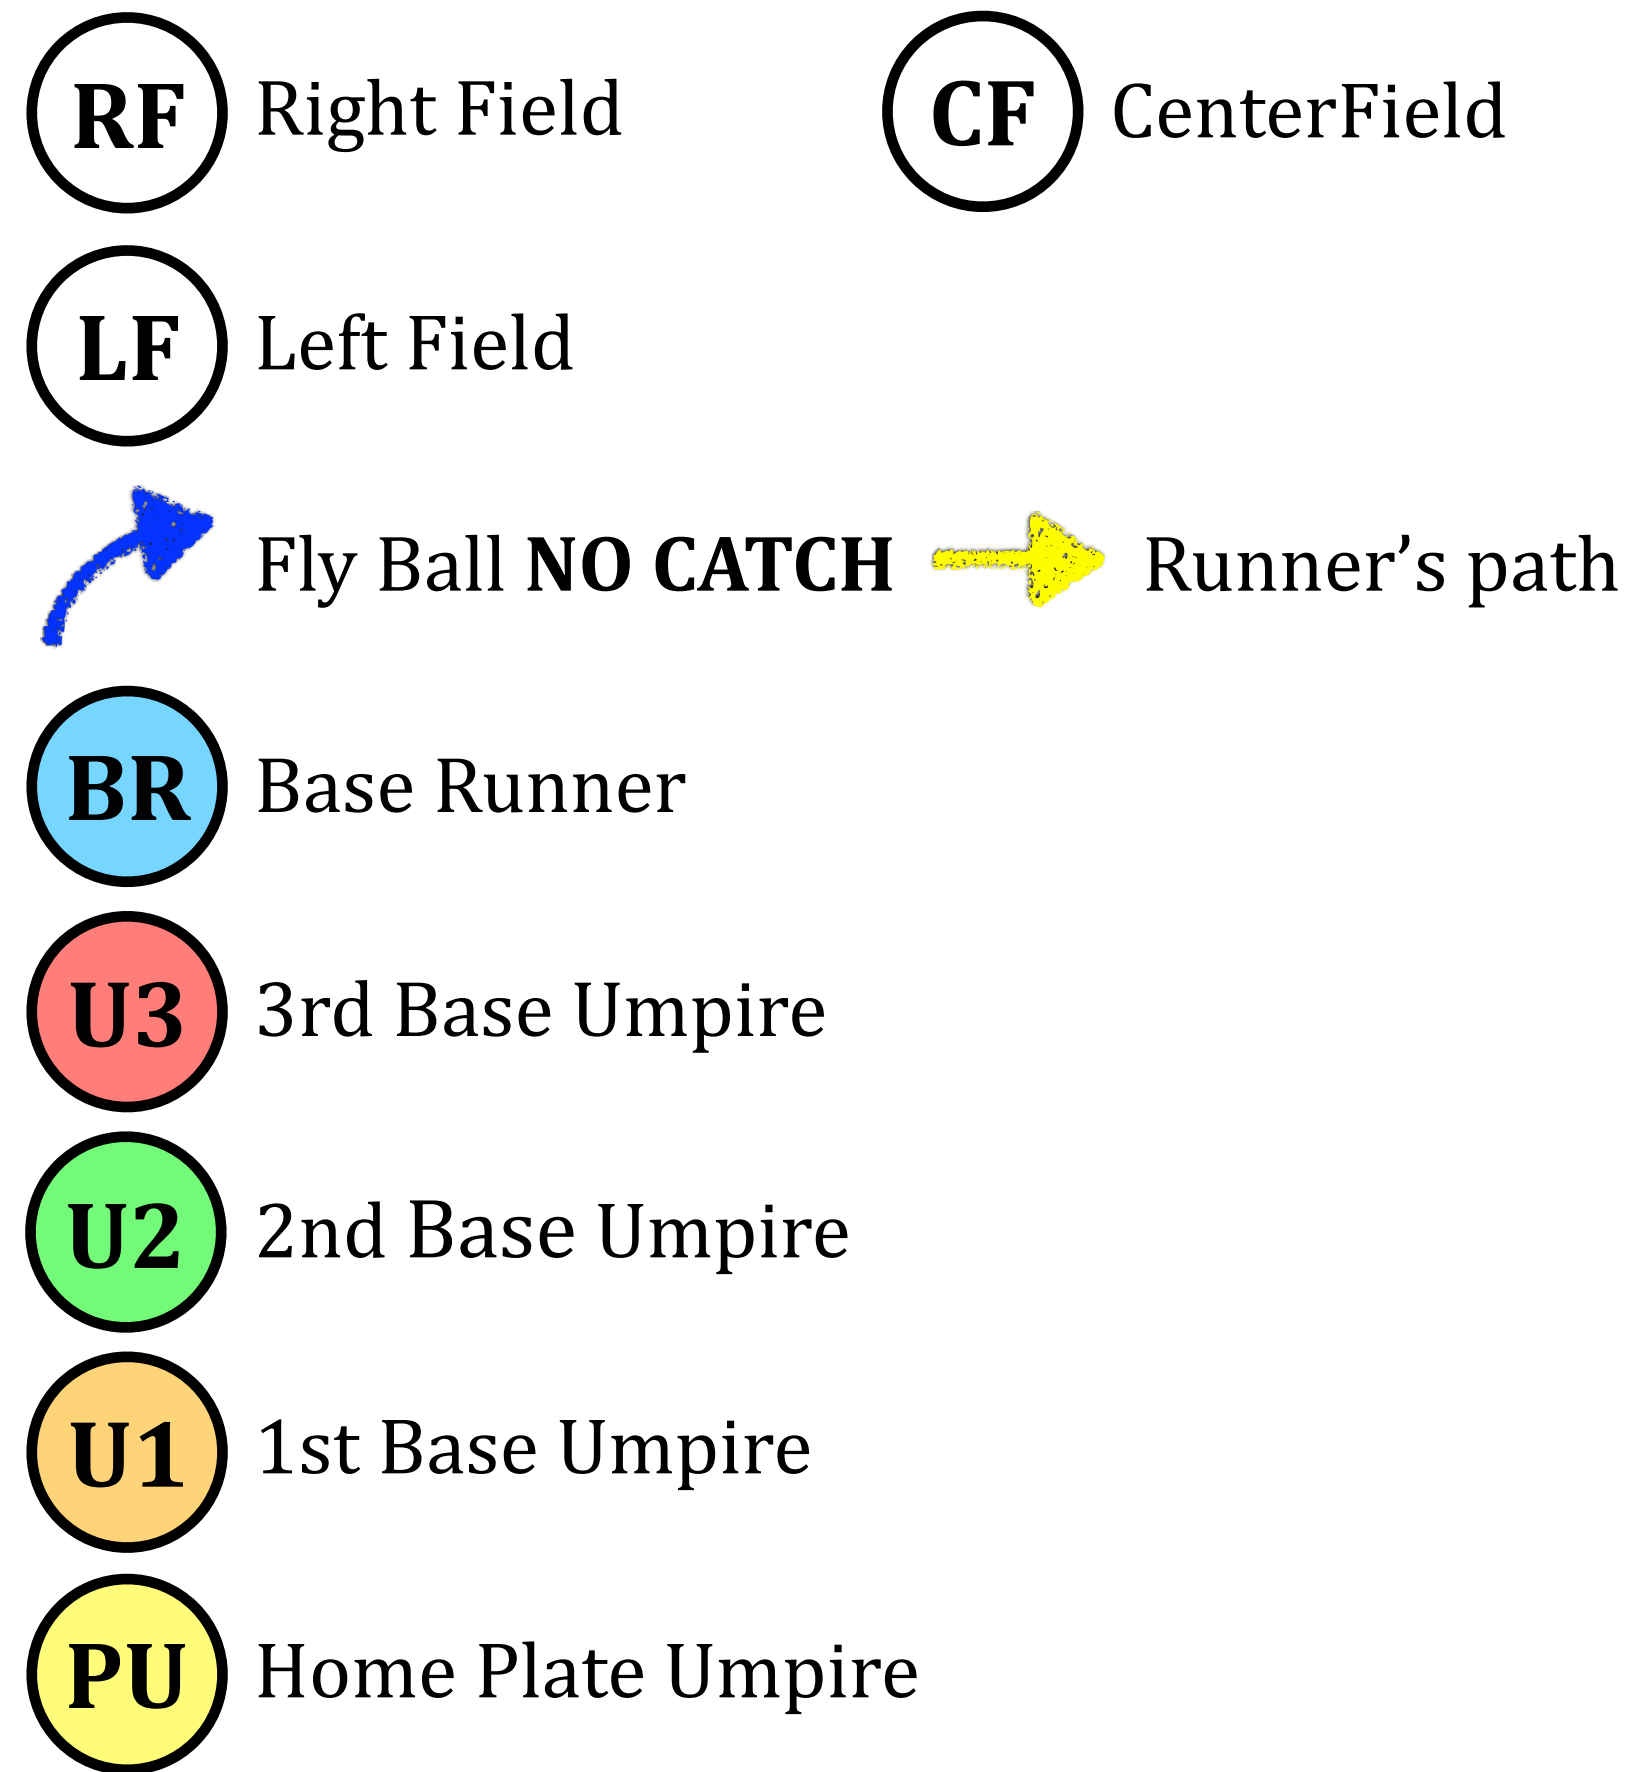 RF Right Field CF CenterField
LF Left Field
Fly Ball NO CATCH Runner’s path
BR Base Runner
U3 3rd Base Umpire
U2 2nd Base Umpire
U1 1st Base Umpire
PU Home Plate Umpire